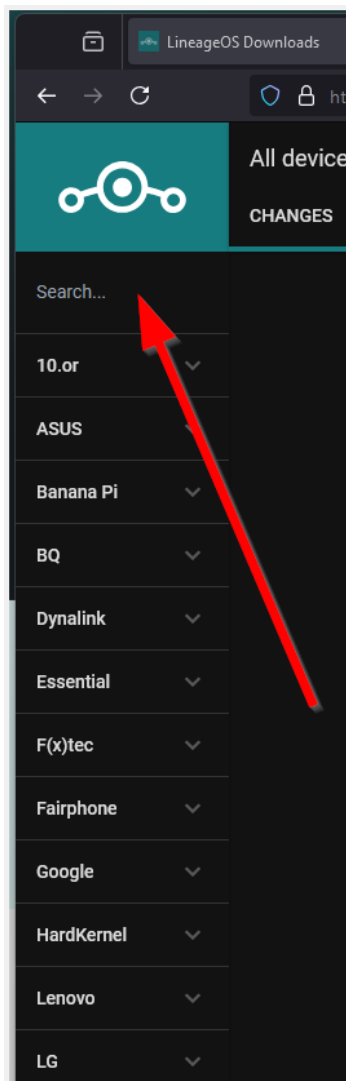 LineageOS Downloads
ht
All device
CHANGES
Search...
10.or
ASUS
Banana Pi
BQ
Dynalink
Essential
F(x)tec
Fairphone
Google
HardKernel
Lenovo
LG